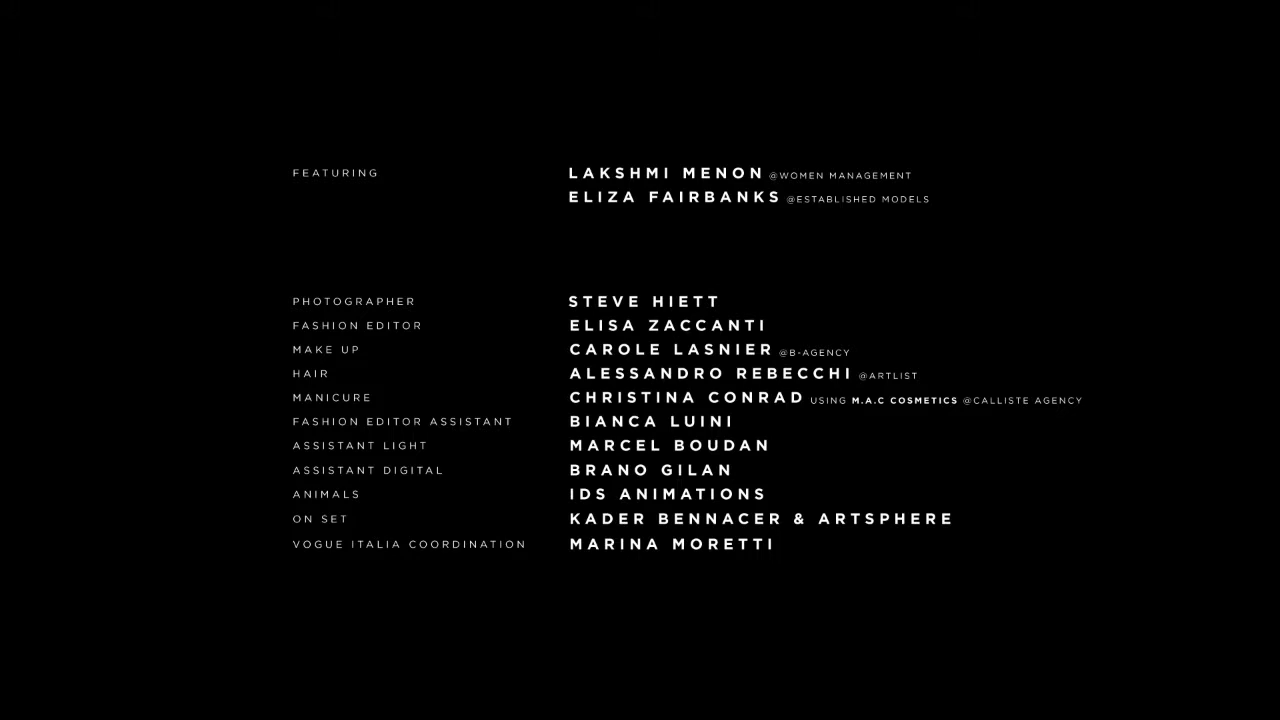 FEATURING LAKSHMI MENON @WOMEN MANAGEMENT
ELIZA FAIRBANKS @ESTABLISHED MODELS
PHOTOGRAPHER STEVE HIETT
FASHION EDITOR ELISA ZACCANTI
MAKE UP CAROLE LASNIER @B-AGENCY
HAIR ALESSANDRO REBECCHI @ARTLIST
MANICURE CHRISTINA CONRAD USING M.A.C COSMETICS @CALLISTE AGENCY
FASHION EDITOR ASSISTANT BIANCA LUINI
ASSISTANT LIGHT MARCEL BOUDAN
ASSISTANT DIGITAL BRANO GILAN
ANIMALS IDS ANIMATIONS
ON SET KADER BENNACER & ARTSPHERE
VOGUE ITALIA COORDINATION MARINA MORETTI